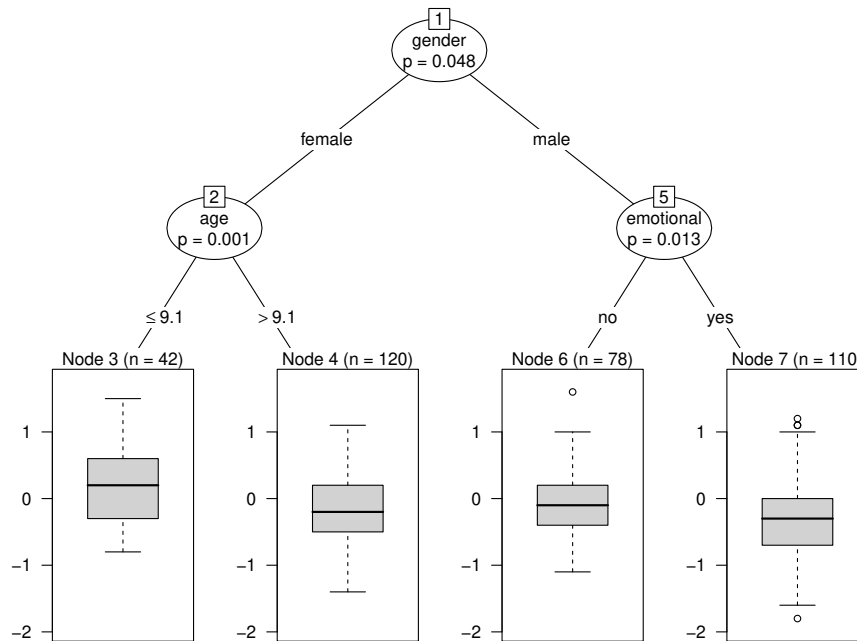 1
gender
p = 0.048
female
male
2
age
p = 0.001
5
emotional
p = 0.013
≤ 9.1
> 9.1
no
yes
Node 3 (n = 42)
−2
−1
0
1
Node 4 (n = 120)
−2
−1
0
1
Node 6 (n = 78)
−2
−1
0
1
Node 7 (n = 110
−2
−1
0
1